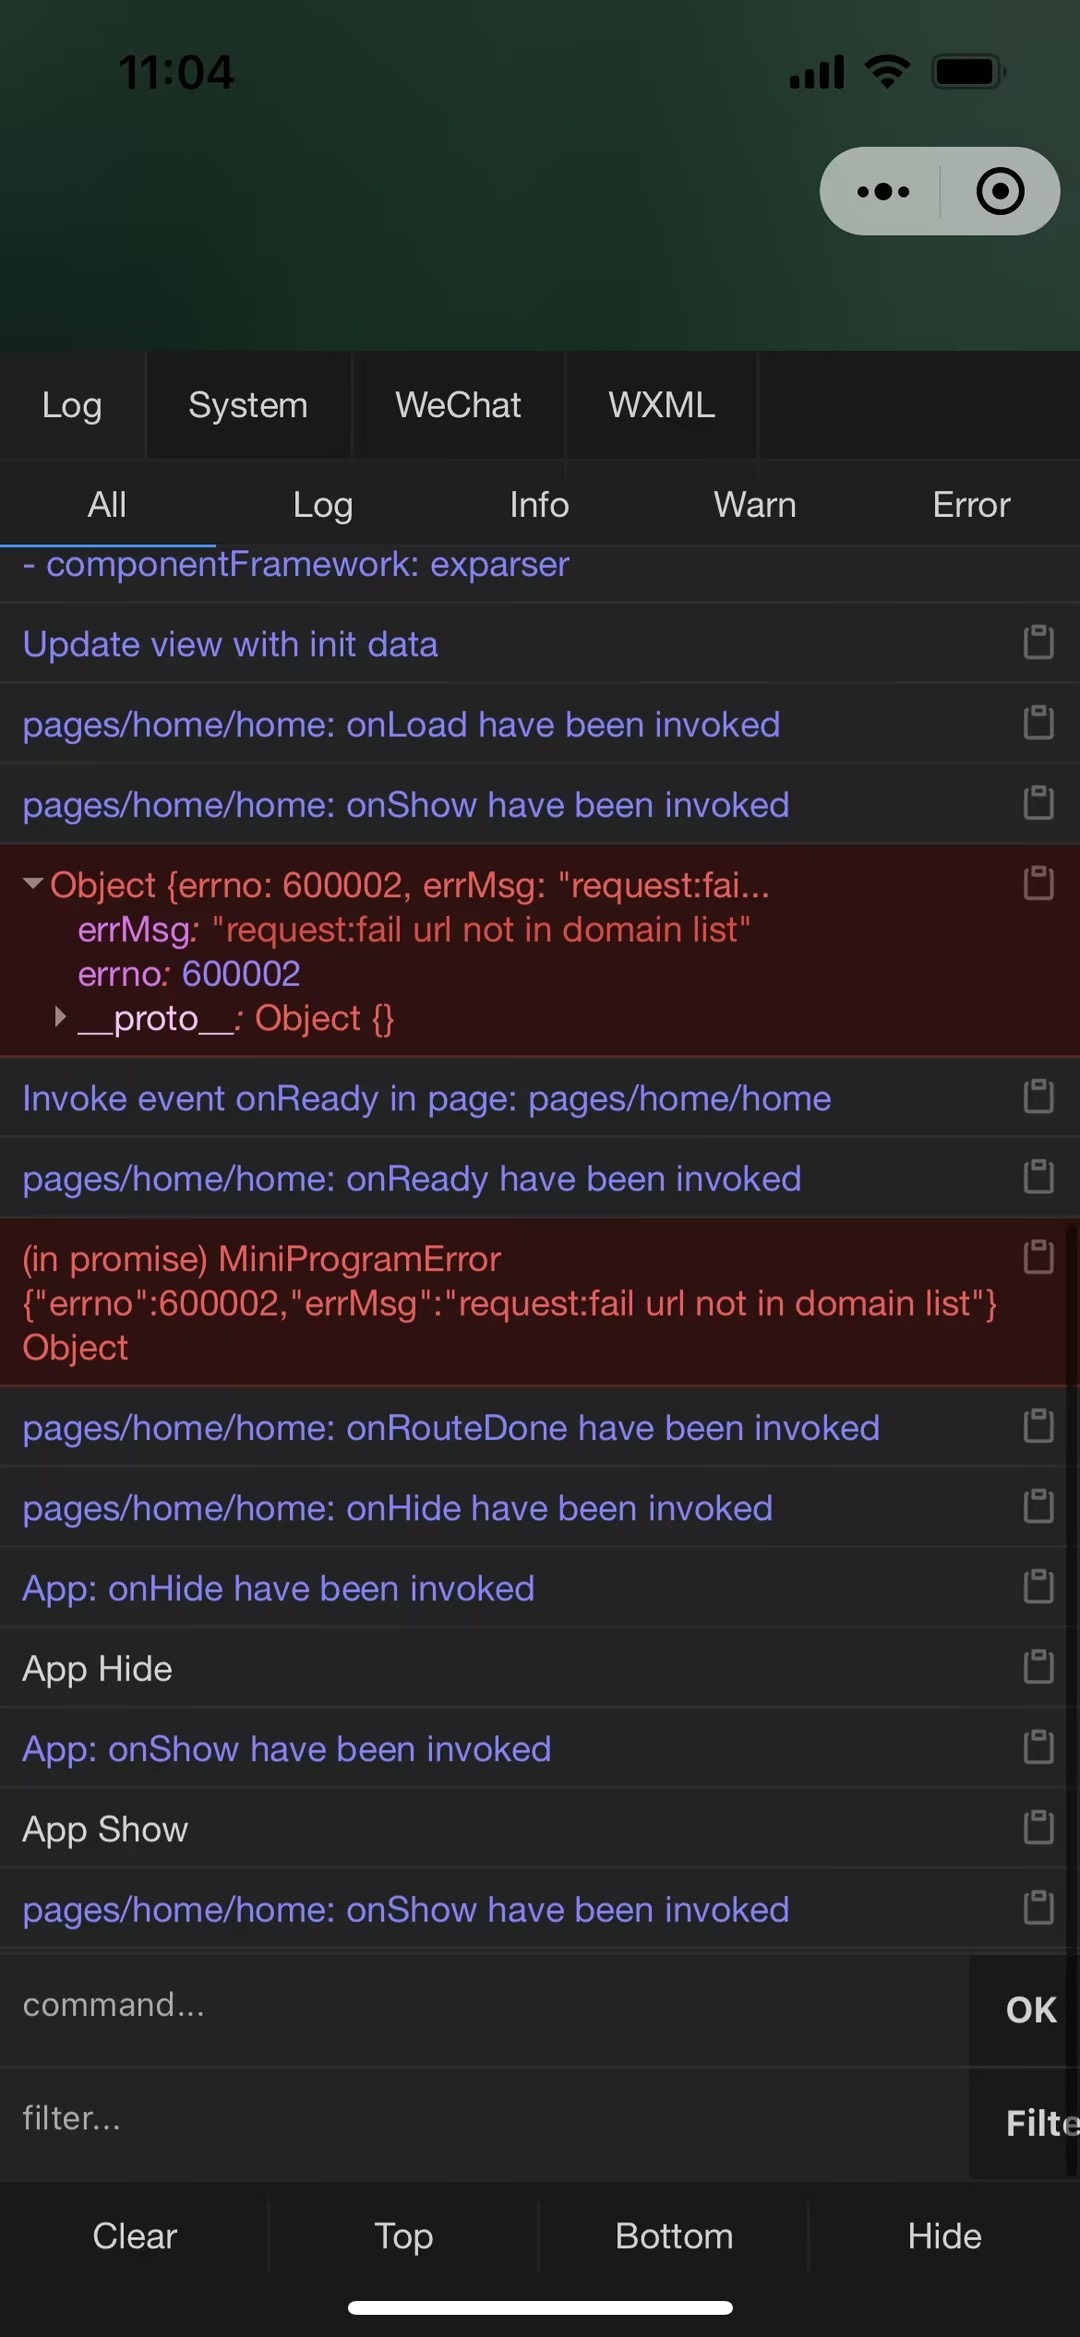 11:04
Log System WeChat WXML
All Log Info Warn Error
- componentFramework: exparser
Update view with init data
pages/home/home: onLoad have been invoked
pages/home/home: onShow have been invoked
Object {errno: 600002, errMsg: "request:fai...
errMsg: "request:fail url not in domain list"
errno: 600002
__proto__: Object {}
Invoke event onReady in page: pages/home/home
pages/home/home: onReady have been invoked
(in promise) MiniProgramError
{"errno":600002,"errMsg":"request:fail url not in domain list"}
Object
pages/home/home: onRouteDone have been invoked
pages/home/home: onHide have been invoked
App: onHide have been invoked
App Hide
App: onShow have been invoked
App Show
pages/home/home: onShow have been invoked
command... OK
filter... Filte
Clear Top Bottom Hide